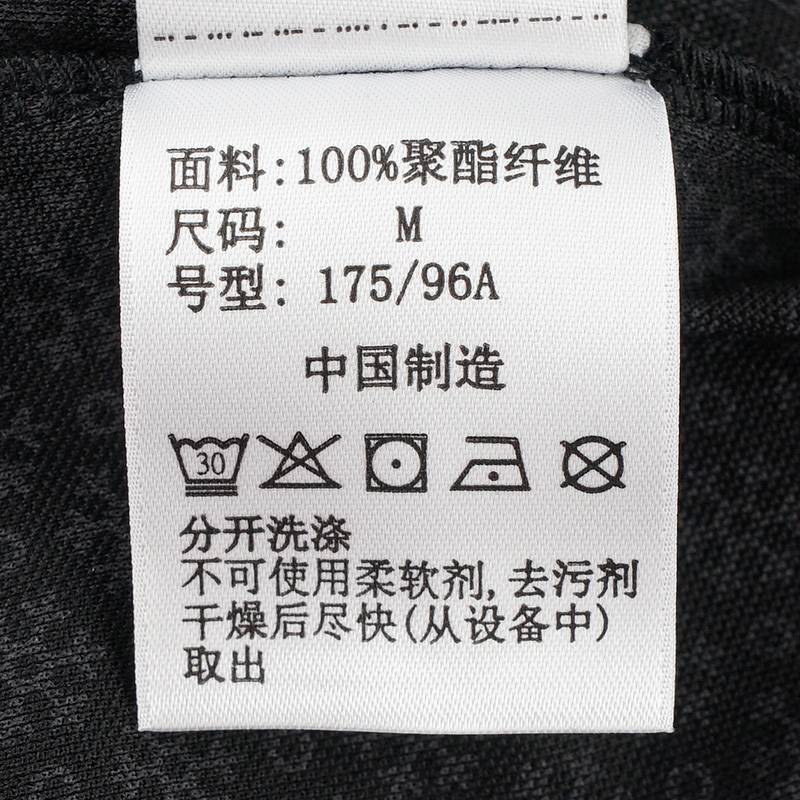 面料:100%聚酯纤维
尺码: M
号型: 175/96A
中国制造
30
分开洗涤
不可使用柔软剂,去污剂
干燥后尽快(从设备中)
取出